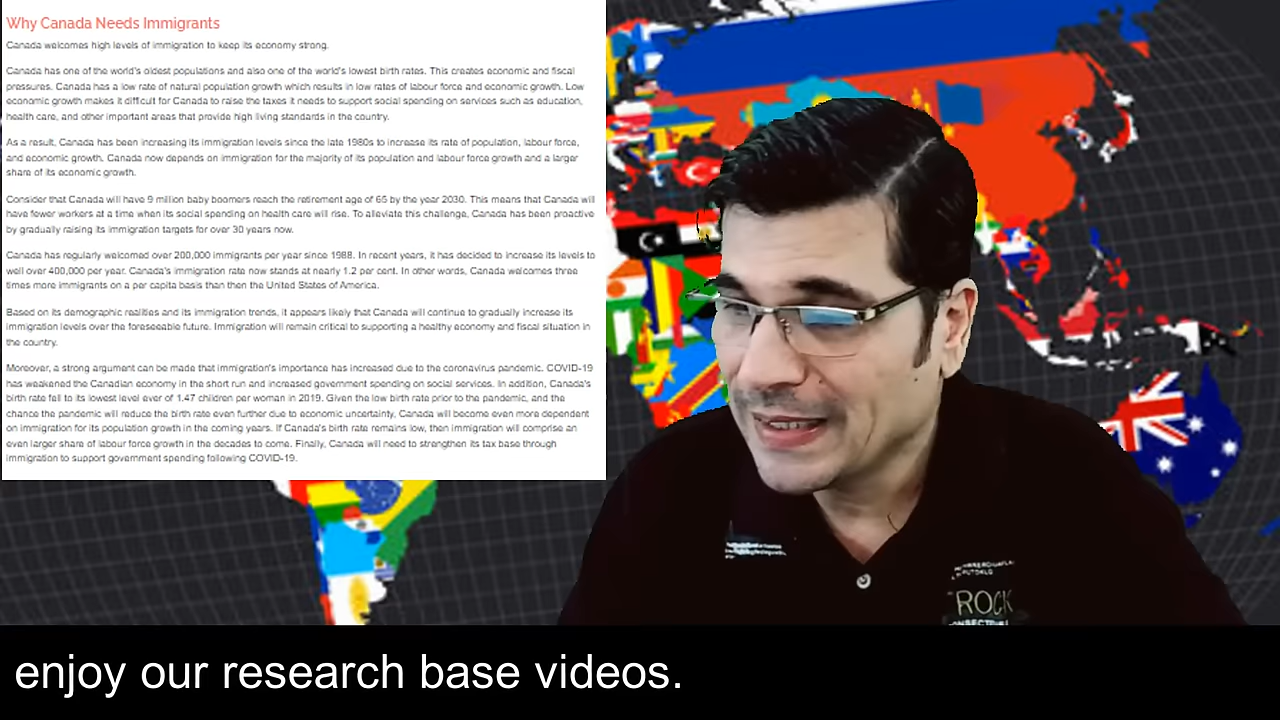 Why Canada Needs Immigrants
Canada welcomes high levels of immigration to keep its economy strong.
Canada has one of the world's oldest populations and also one of the world's lowest birth rates. This creates economic and fiscal
pressures. Canada has a low rate of natural population growth which results in low rates of labour force and economic growth. Low
economic growth makes it difficult for Canada to raise the taxes it needs to support social spending on services such as education,
health care, and other important areas that provide high living standards in the country.
As a result, Canada has been increasing its immigration levels since the late 1980s to increase its rate of population, labour force,
and economic growth. Canada now depends on immigration for the majority of its population and labour force growth and a larger
share of its economic growth.
Consider that Canada will have 9 million baby boomers reach the retirement age of 65 by the year 2030. This means that Canada will
have fewer workers at a time when its social spending on health care will rise. To alleviate this challenge, Canada has been proactive
by gradually raising its immigration targets for over 30 years now.
Canada has regularly welcomed over 200,000 immigrants per year since 1988. In recent years, it has decided to increase its levels to
well over 400,000 per year. Canada's immigration rate now stands at nearly 1.2 per cent. In other words, Canada welcomes three
times more immigrants on a per capita basis than then the United States of America.
Based on its demographic realities and its immigration trends, it appears likely that Canada will continue to gradually increase its
immigration levels over the foreseeable future. Immigration will remain critical to supporting a healthy economy and fiscal situation in
the country.
Moreover, a strong argument can be made that immigration's importance has increased due to the coronavirus pandemic. COVID-19
has weakened the Canadian economy in the short run and increased government spending on social services. In addition, Canada's
birth rate fell to its lowest level ever of 1.47 children per woman in 2019. Given the low birth rate prior to the pandemic, and the
chance the pandemic will reduce the birth rate even further due to economic uncertainty, Canada will become even more dependent
on immigration for its population growth in the coming years. If Canada's birth rate remains low, then immigration will comprise an
even larger share of labour force growth in the decades to come. Finally, Canada will need to strengthen its tax base through
immigration to support government spending following COVID-19.
ROCK
enjoy our research base videos.